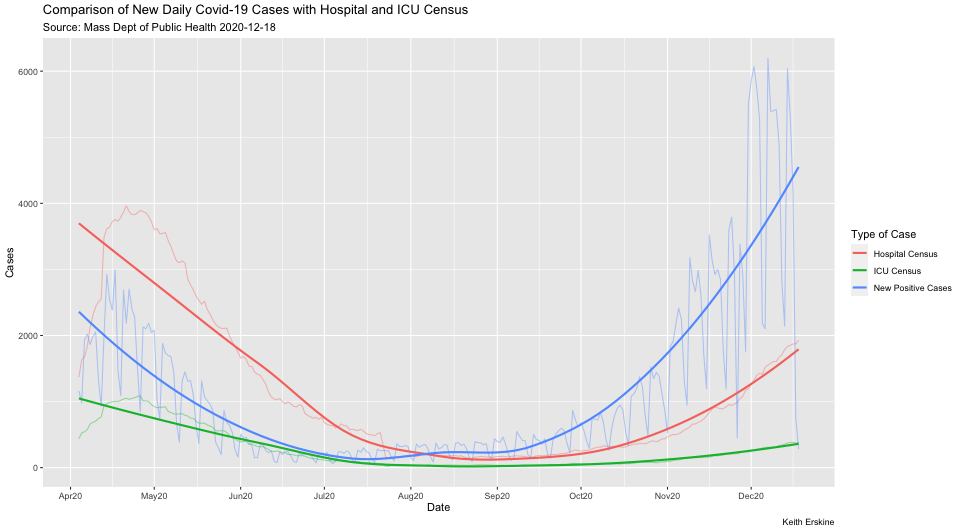 Comparison of New Daily Covid-19 Cases with Hospital and ICU Census
Source: Mass Dept of Public Health 2020-12-18
6000
4000
2000
0
Cases
Apr20 May20 Jun20 Jul20 Aug20 Sep20 Oct20 Nov20 Dec20
Date
Type of Case
Hospital Census
ICU Census
New Positive Cases
Keith Erskine